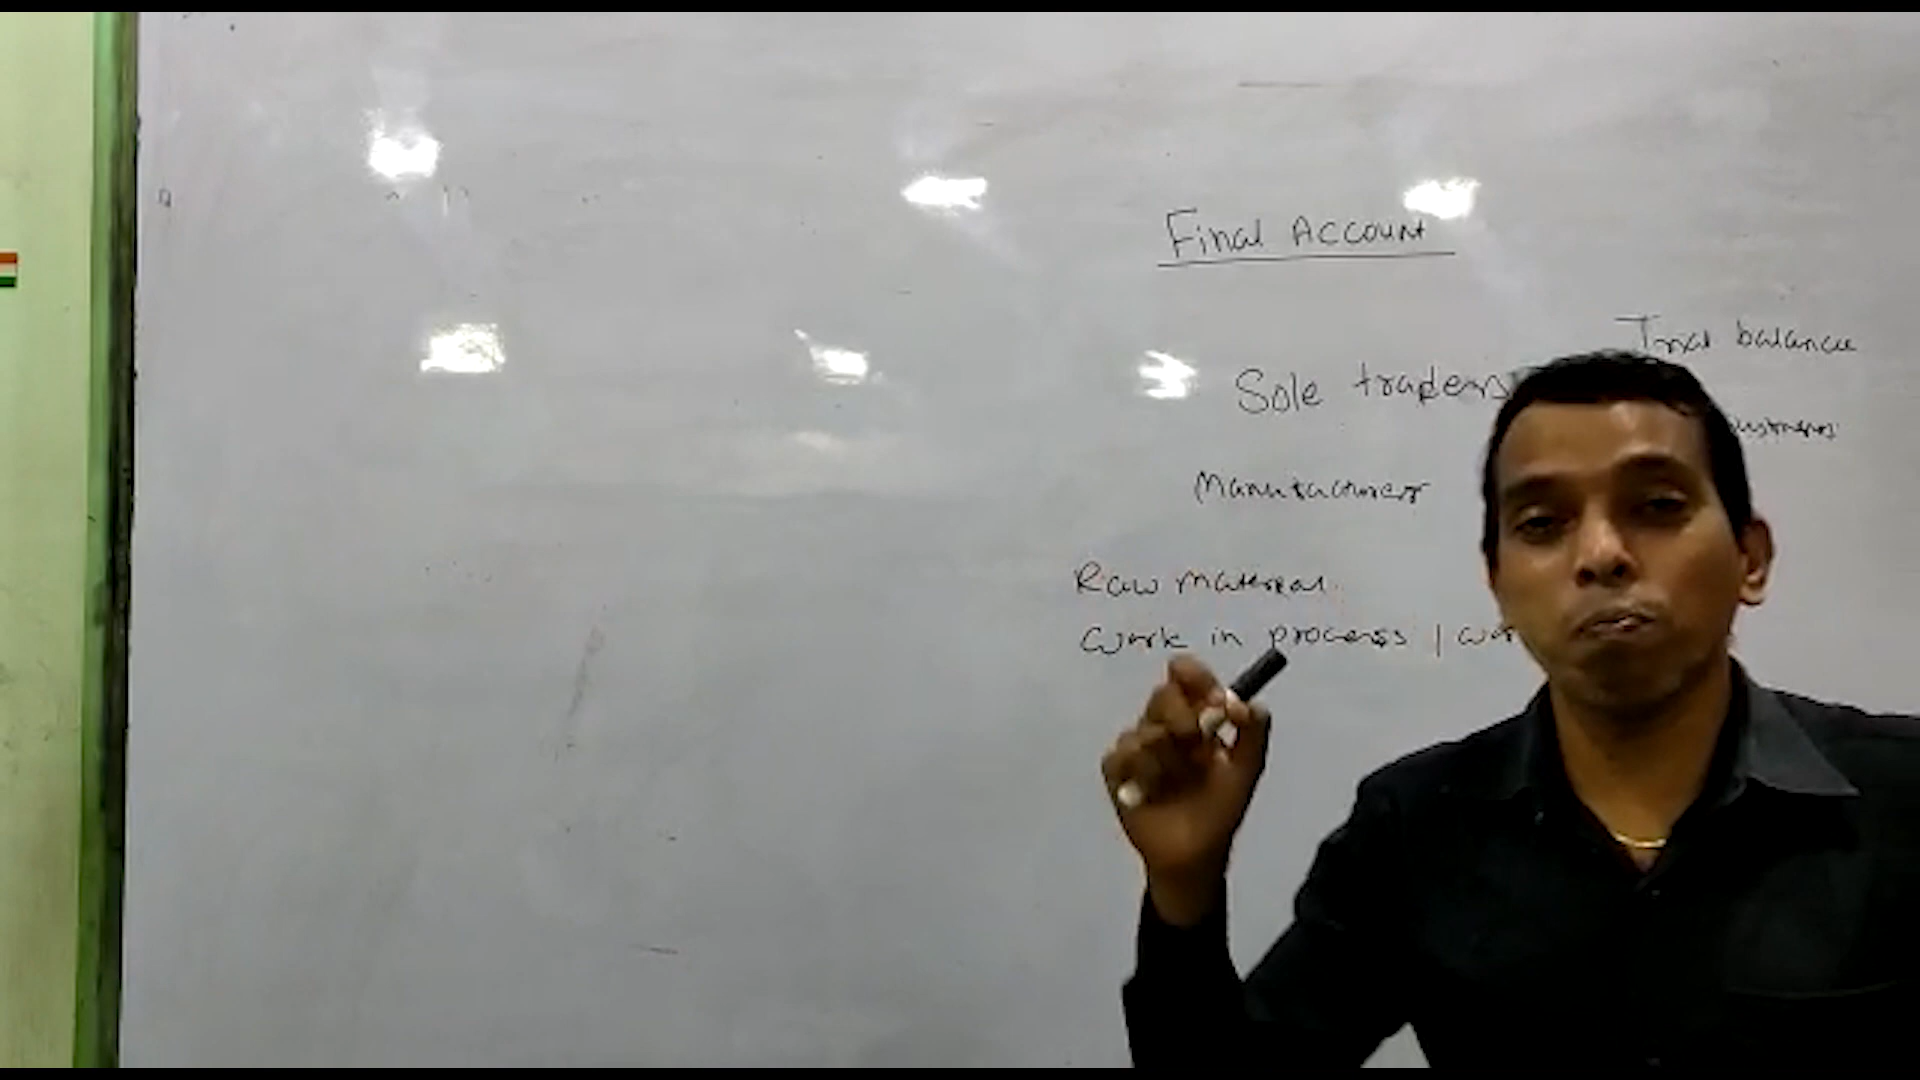 Final Account
Trial balance
Sole traders
Manufacturer
Raw material
Work in process /